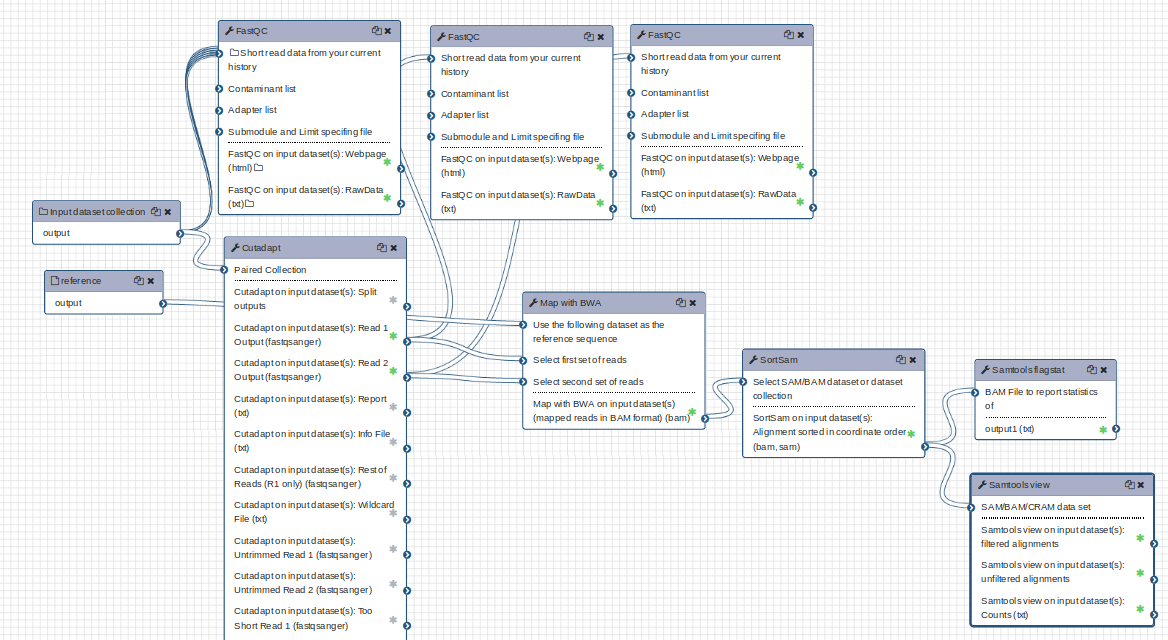 FastQC
Short read data from your current
history
Contaminant list
Adapter list
Submodule and Limit specifing file
FastQC on input dataset(s): Webpage
(html)
FastQC on input dataset(s): RawData
(txt)
FastQC
Short read data from your current
history
Contaminant list
Adapter list
Submodule and Limit specifing file
FastQC on input dataset(s): Webpage
(html)
FastQC on input dataset(s): RawData
(txt)
FastQC
Short read data from your current
history
Contaminant list
Adapter list
Submodule and Limit specifing file
FastQC on input dataset(s): Webpage
(html)
FastQC on input dataset(s): RawData
(txt)
Input dataset collection
output
reference
output
Cutadapt
Paired Collection
Cutadapt on input dataset(s): Split
outputs
Cutadapt on input dataset(s): Read 1
Output (fastqsanger)
Cutadapt on input dataset(s): Read 2
Output (fastqsanger)
Cutadapt on input dataset(s): Report
(txt)
Cutadapt on input dataset(s): Info File
(txt)
Cutadapt on input dataset(s): Rest of
Reads (R1 only) (fastqsanger)
Cutadapt on input dataset(s): Wildcard
File (txt)
Cutadapt on input dataset(s):
Untrimmed Read 1 (fastqsanger)
Cutadapt on input dataset(s):
Untrimmed Read 2 (fastqsanger)
Cutadapt on input dataset(s): Too
Short Read 1 (fastqsanger)
Map with BWA
Use the following dataset as the
reference sequence
Select first set of reads
Select second set of reads
Map with BWA on input dataset(s)
(mapped reads in BAM format) (bam)
SortSam
Select SAM/BAM dataset or dataset
collection
SortSam on input dataset(s):
Alignment sorted in coordinate order
(bam, sam)
Samtools flagstat
BAM File to report statistics
of
output1 (txt)
Samtools view
SAM/BAM/CRAM data set
Samtools view on input dataset(s):
filtered alignments
Samtools view on input dataset(s):
unfiltered alignments
Samtools view on input dataset(s):
Counts (txt)